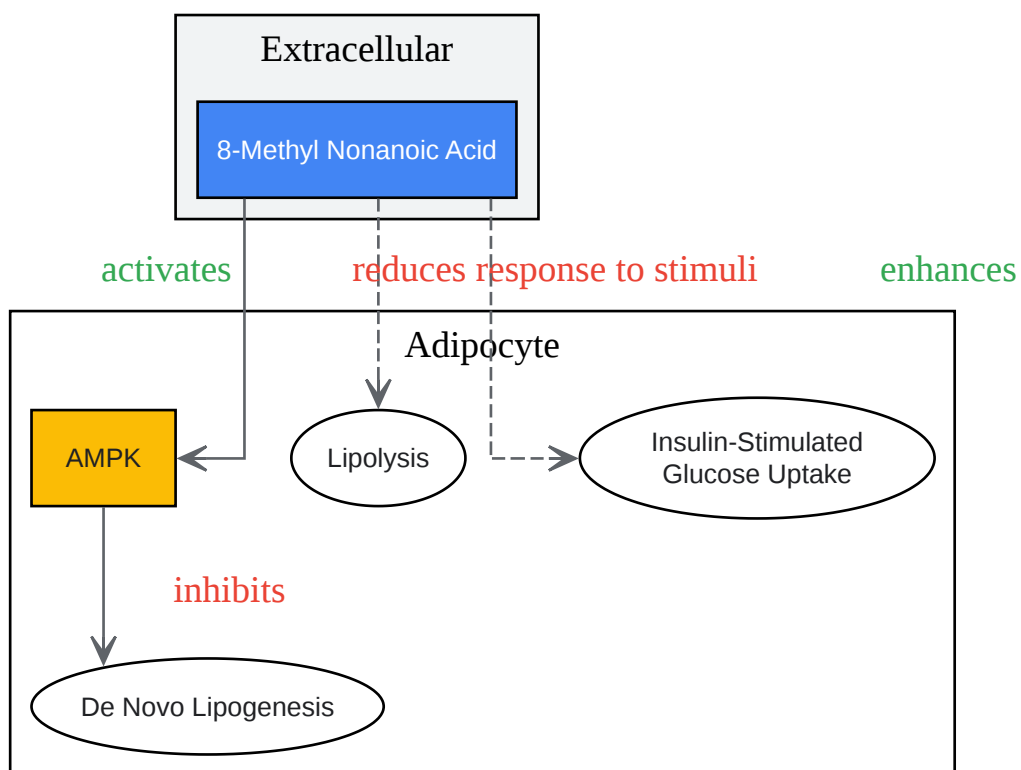 Extracellular
8-Methyl Nonanoic Acid
activates
reduces response to stimuli
enhances
Adipocyte
AMPK
Lipolysis
Insulin-Stimulated
Glucose Uptake
inhibits
De Novo Lipogenesis